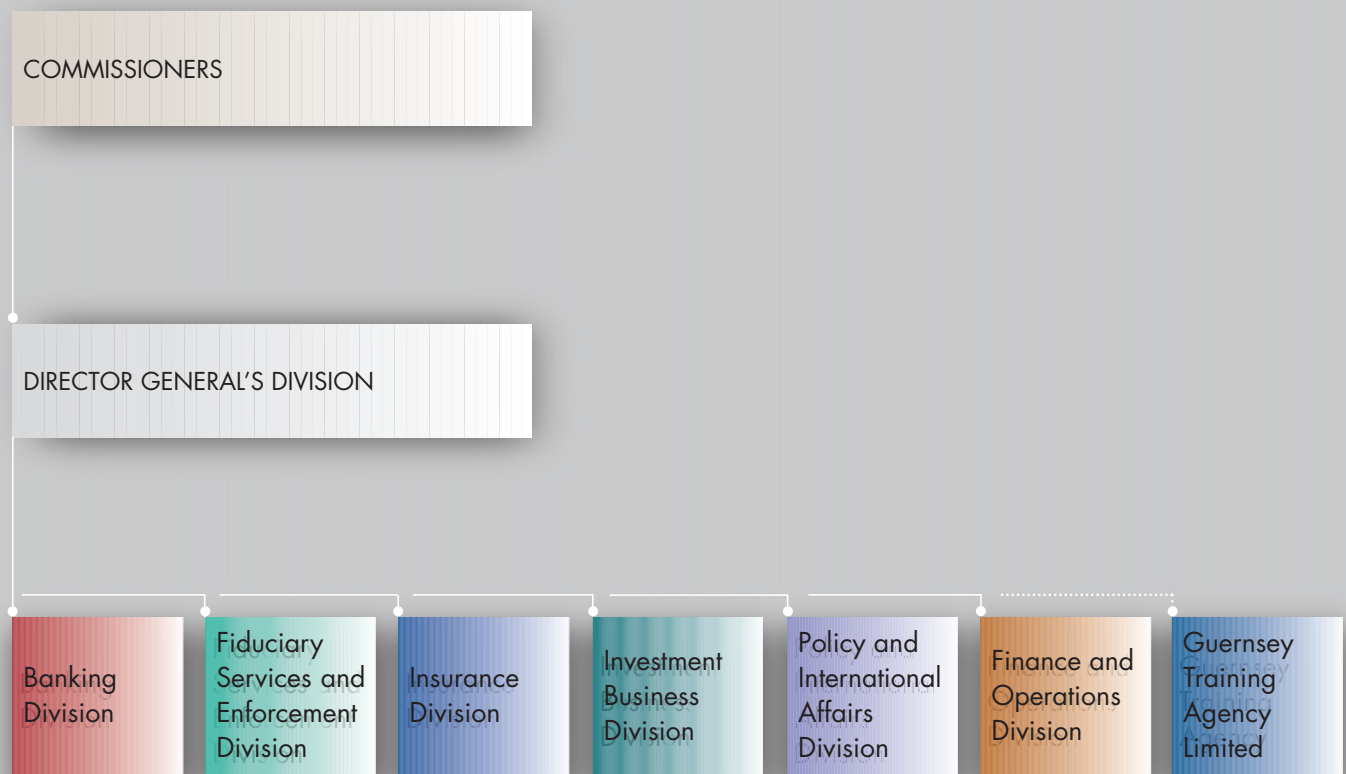 COMMISSIONERS
DIRECTOR GENERAL’S DIVISION
Banking
Division
Fiduciary
Services and
Enforcement
Division
Insurance
Division
Investment
Business
Division
Policy and
International
Affairs
Division
Finance and
Operations
Division
Guernsey
Training
Agency
Limited